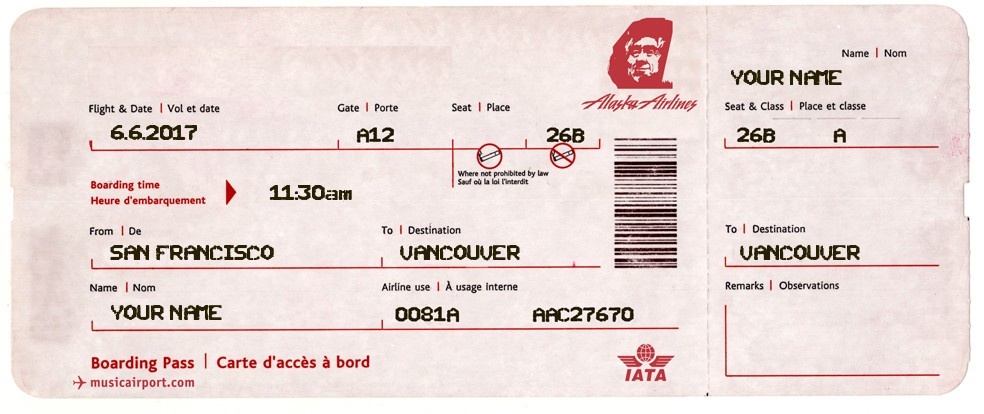 Alaska Airlines
Flight & Date | Vol et date
6.6.2017
Gate | Porte
A12
Seat | Place
26B
Where not prohibited by law
Sauf où la loi l'interdit
Boarding time
Heure d'embarquement
11:30am
From | De
SAN FRANCISCO
To | Destination
VANCOUVER
Name | Nom
YOUR NAME
Airline use | À usage interne
0081A AAC27670
Boarding Pass | Carte d'accès à bord
musicairport.com
IATA
Name | Nom
YOUR NAME
Seat & Class | Place et classe
26B A
To | Destination
VANCOUVER
Remarks | Observations